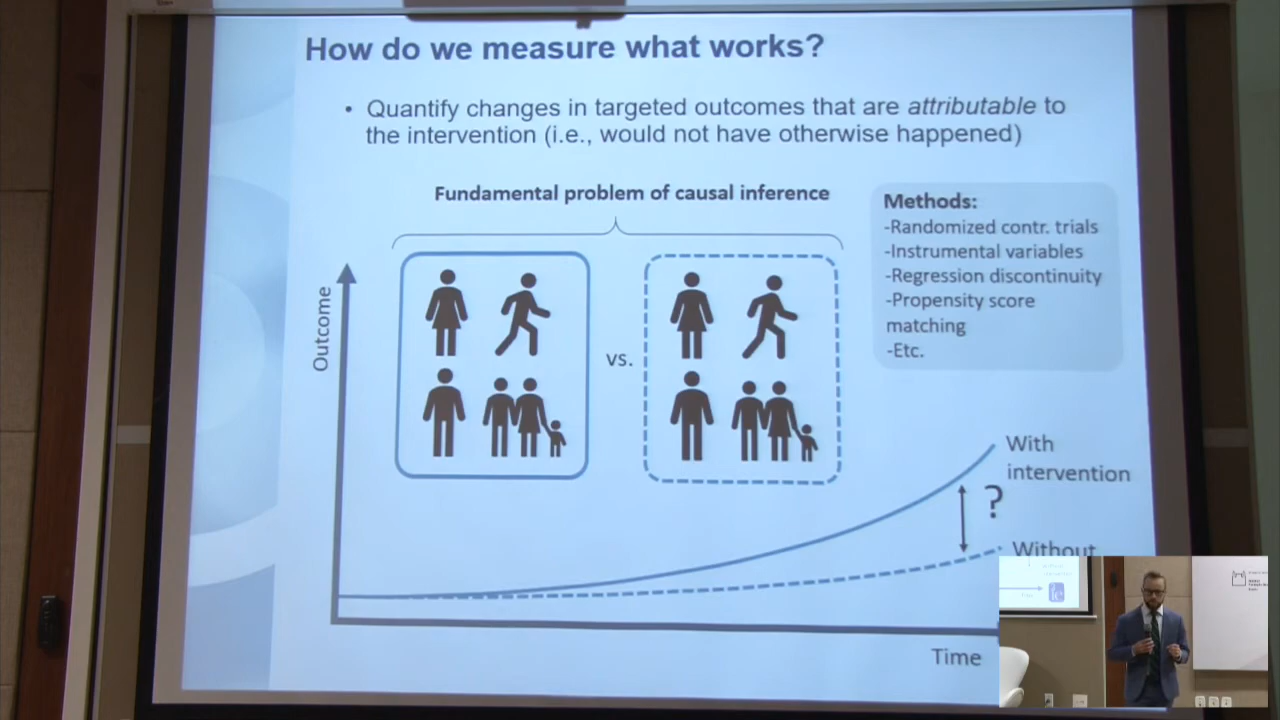 How do we measure what works?
• Quantify changes in targeted outcomes that are attributable to
the intervention (i.e., would not have otherwise happened)
Fundamental problem of causal inference
Methods:
-Randomized contr. trials
-Instrumental variables
-Regression discontinuity
-Propensity score
matching
-Etc.
Outcome
vs.
With
intervention
?
Without
Time